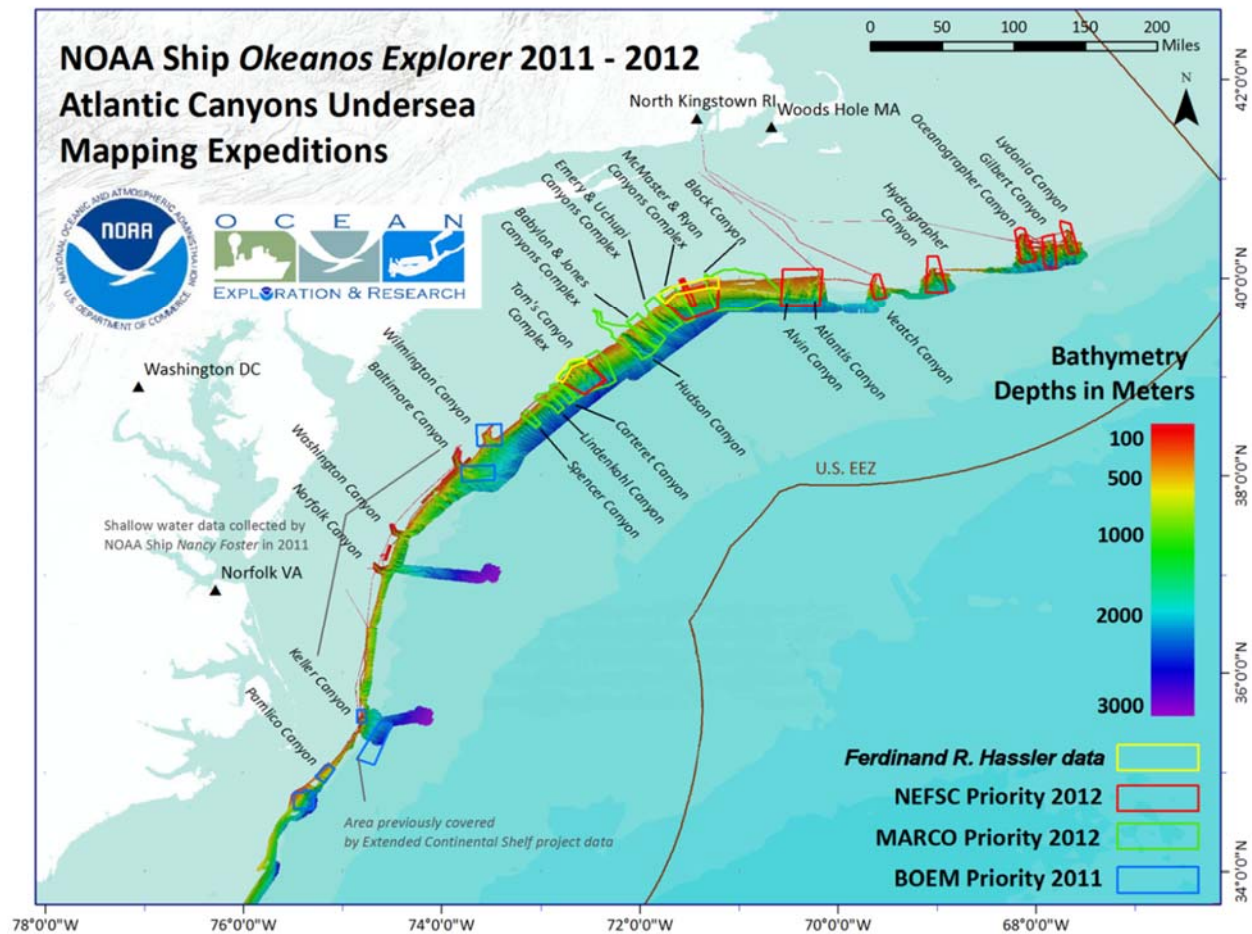 NOAA Ship Okeanos Explorer 2011 - 2012
Atlantic Canyons Undersea
Mapping Expeditions
0 50 100 150 200
Miles
N
NATIONAL OCEANIC AND ATMOSPHERIC ADMINISTRATION
NOAA
U.S. DEPARTMENT OF COMMERCE
OCEAN
EXPLORATION & RESEARCH
North Kingstown RI
Woods Hole MA
Washington DC
Norfolk VA
Lydonia Canyon
Gilbert Canyon
Oceanographer Canyon
Hydrographer
Canyon
Block Canyon
McMaster & Ryan
Canyons Complex
Emery & Uchupi
Canyons Complex
Babylon & Jones
Canyons Complex
Tom's Canyon
Complex
Wilmington Canyon
Baltimore Canyon
Washington Canyon
Norfolk Canyon
Keller Canyon
Pamlico Canyon
Veatch Canyon
Atlantis Canyon
Alvin Canyon
Hudson Canyon
Carteret Canyon
Lindenkohl Canyon
Spencer Canyon
Shallow water data collected by
NOAA Ship Nancy Foster in 2011
Area previously covered
by Extended Continental Shelf project data
U.S. EEZ
Bathymetry
Depths in Meters
100
500
1000
2000
3000
Ferdinand R. Hassler data
NEFSC Priority 2012
MARCO Priority 2012
BOEM Priority 2011
42°0'0"N
40°0'0"N
38°0'0"N
36°0'0"N
34°0'0"N
78°0'0"W 76°0'0"W 74°0'0"W 72°0'0"W 70°0'0"W 68°0'0"W